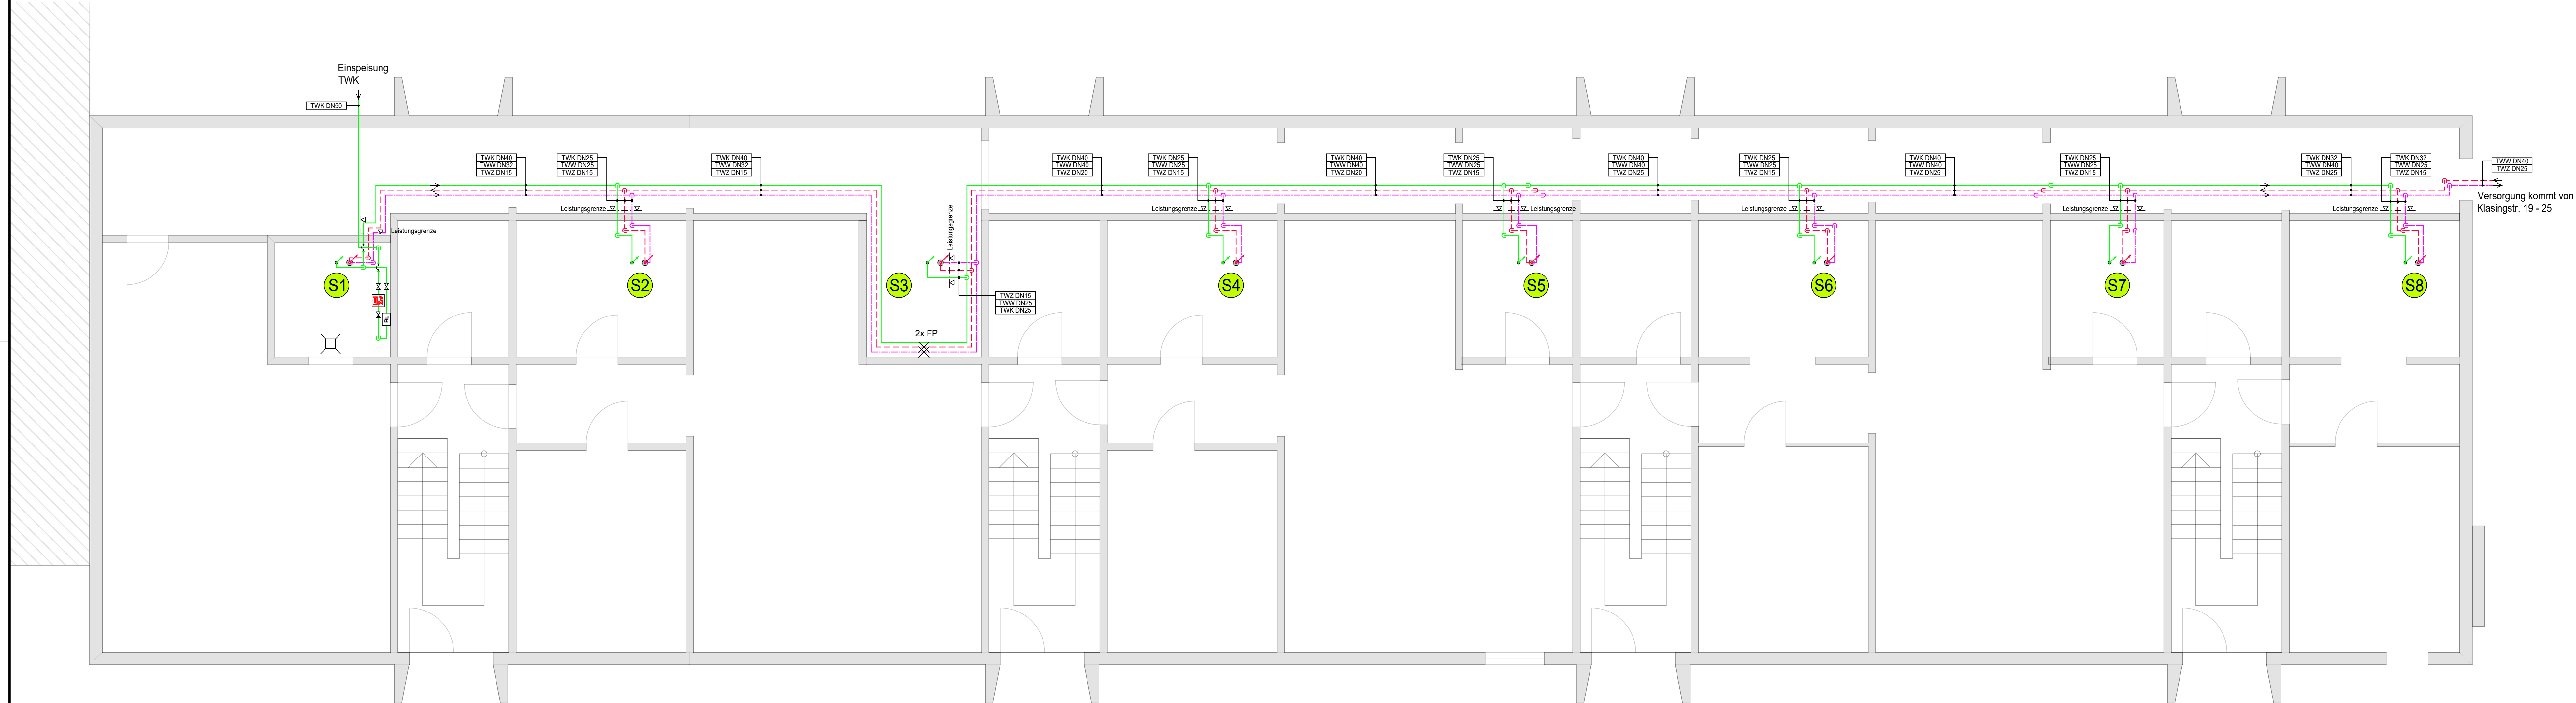 Einspeisung
TWK
TWK DN50
TWK DN40
TWW DN32
TWZ DN15
TWK DN25
TWW DN25
TWZ DN15
TWK DN40
TWW DN32
TWZ DN15
TWK DN40
TWW DN40
TWZ DN20
TWK DN25
TWW DN25
TWZ DN15
TWK DN40
TWW DN40
TWZ DN20
TWK DN25
TWW DN25
TWZ DN15
TWK DN40
TWW DN40
TWZ DN25
TWK DN25
TWW DN25
TWZ DN15
TWK DN40
TWW DN40
TWZ DN25
TWK DN25
TWW DN25
TWZ DN15
TWK DN32
TWW DN40
TWZ DN25
TWK DN32
TWW DN25
TWZ DN15
TWW DN40
TWZ DN25
Versorgung kommt von
Klasingstr. 19 - 25
Leistungsgrenze
Leistungsgrenze
Leistungsgrenze
Leistungsgrenze
Leistungsgrenze
Leistungsgrenze
Leistungsgrenze
Leistungsgrenze
S1
S2
S3
S4
S5
S6
S7
S8
TWZ DN15
TWW DN25
TWK DN25
2x FP